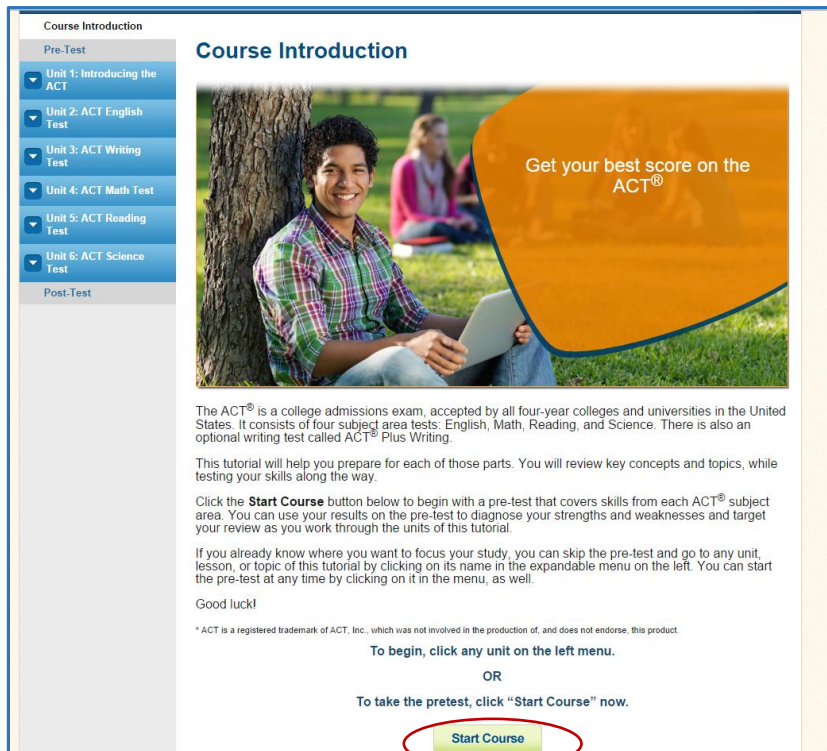 Course Introduction
Pre-Test
Unit 1: Introducing the
ACT
Unit 2: ACT English
Test
Unit 3: ACT Writing
Test
Unit 4: ACT Math Test
Unit 5: ACT Reading
Test
Unit 6: ACT Science
Test
Post-Test
Course Introduction
Get your best score on the
ACT®
The ACT® is a college admissions exam, accepted by all four-year colleges and universities in the United
States. It consists of four subject area tests: English, Math, Reading, and Science. There is also an
optional writing test called ACT® Plus Writing.
This tutorial will help you prepare for each of those parts. You will review key concepts and topics, while
testing your skills along the way.
Click the Start Course button below to begin with a pre-test that covers skills from each ACT® subject
area. You can use your results on the pre-test to diagnose your strengths and weaknesses and target
your review as you work through the units of this tutorial.
If you already know where you want to focus your study, you can skip the pre-test and go to any unit,
lesson, or topic of this tutorial by clicking on its name in the expandable menu on the left. You can start
the pre-test at any time by clicking on it in the menu, as well.
Good luck!
* ACT is a registered trademark of ACT, Inc., which was not involved in the production of, and does not endorse, this product.
To begin, click any unit on the left menu.
OR
To take the pretest, click “Start Course” now.
Start Course